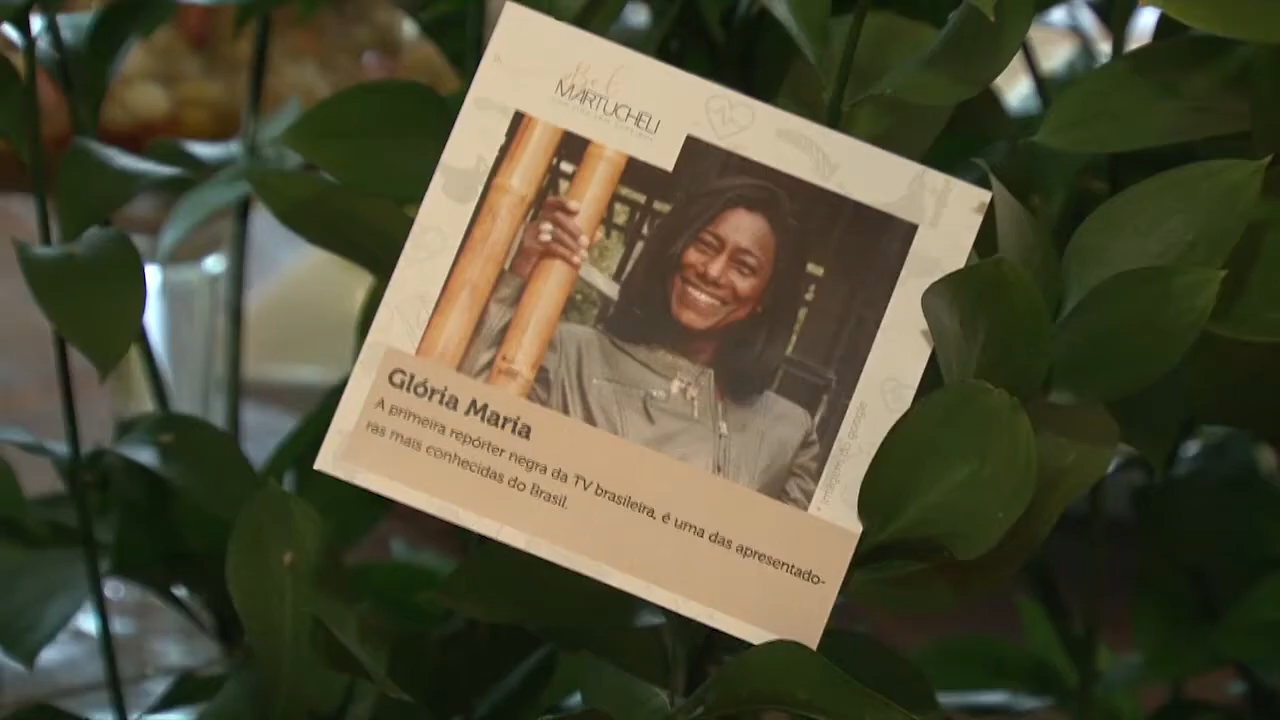 MARTUCHELI
Glória Maria
A primeira repórter negra da TV brasileira, é uma das apresentado-
ras mais conhecidas do Brasil.